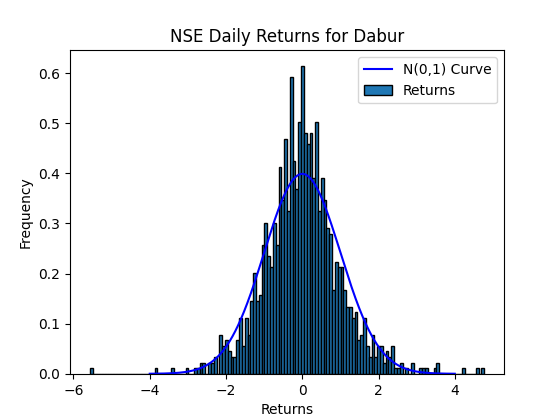 NSE Daily Returns for Dabur
N(0,1) Curve
Returns
Frequency
0.6
0.5
0.4
0.3
0.2
0.1
0.0
−6 −4 −2 0 2 4
Returns